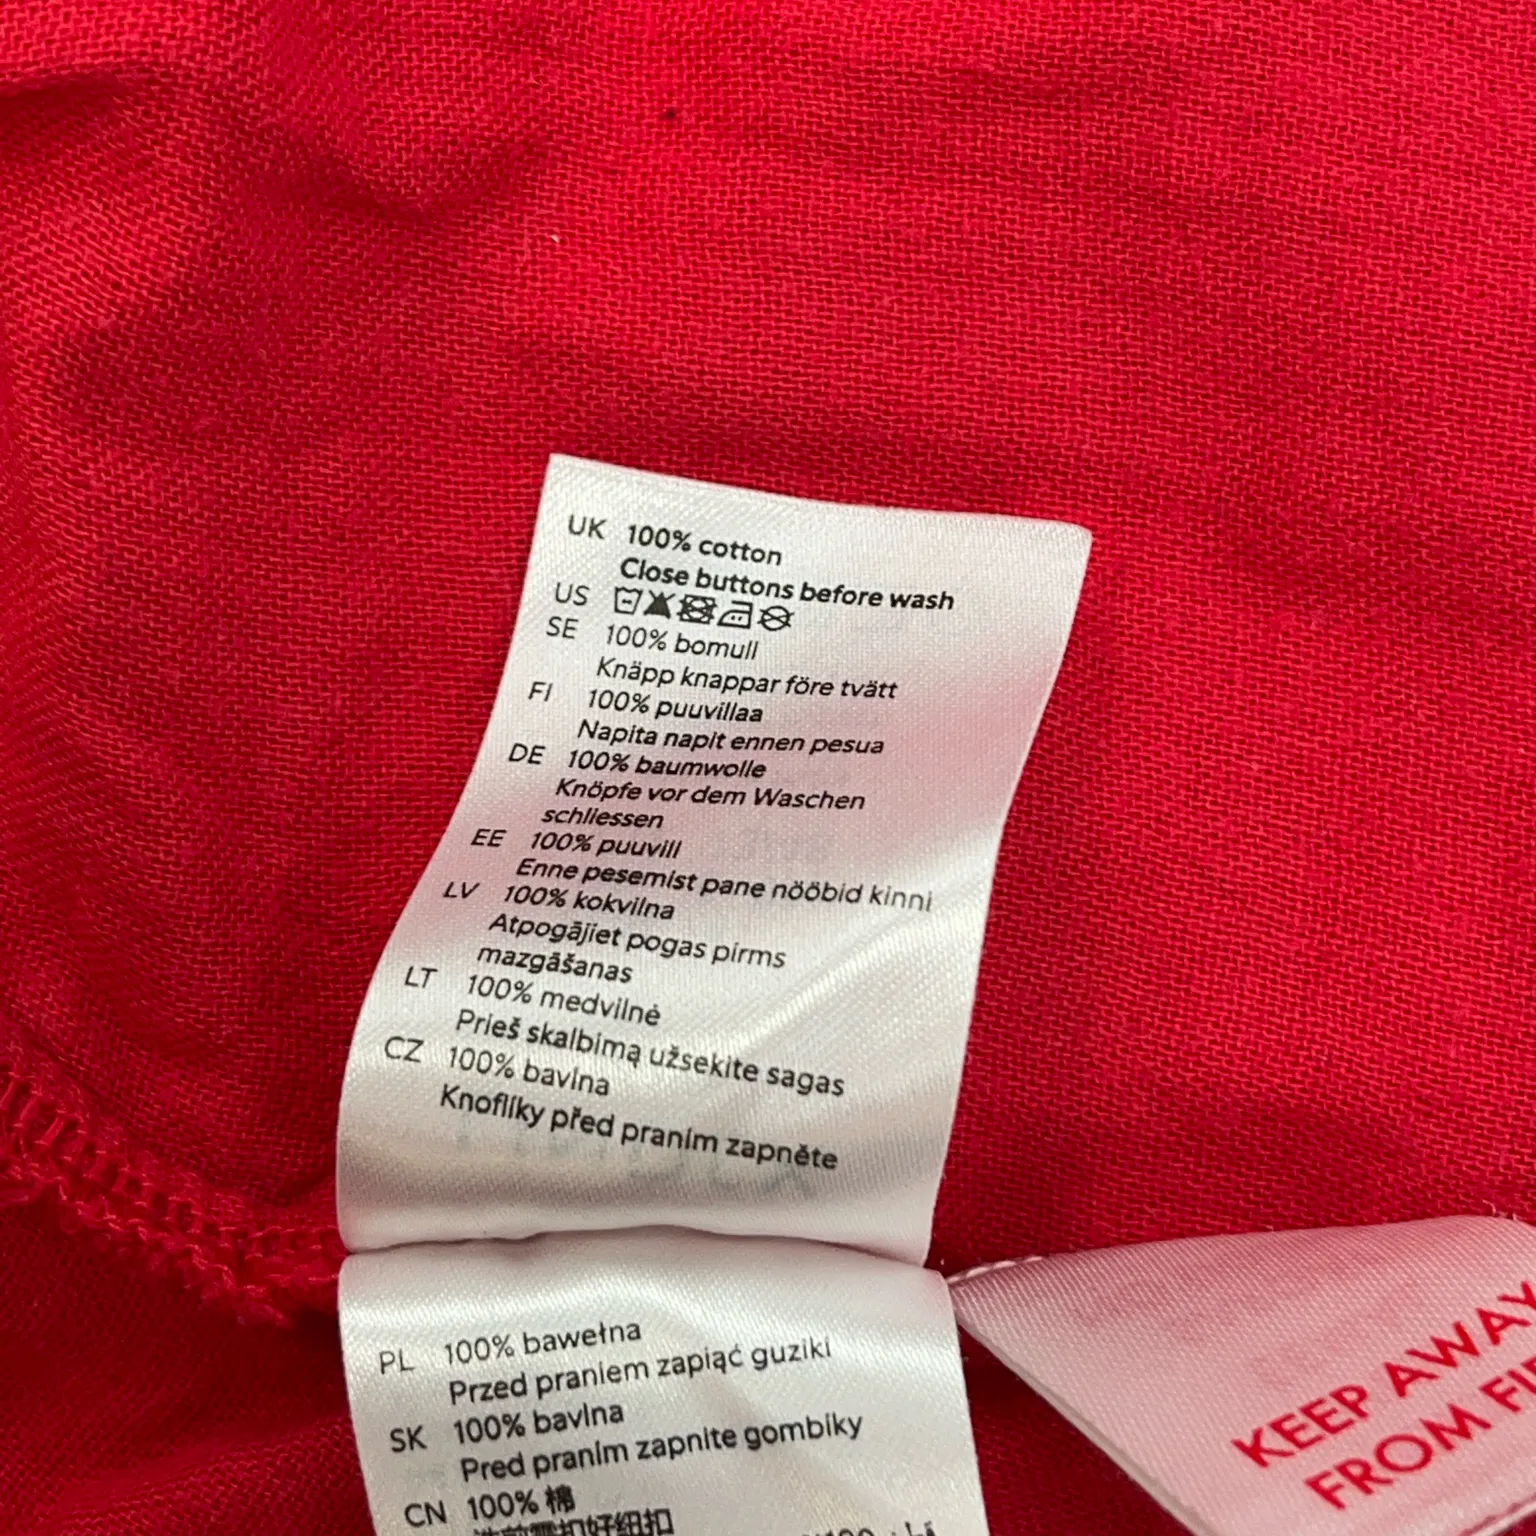 UK 100% cotton
Close buttons before wash
US
SE 100% bomull
Knäpp knappar före tvätt
FI 100% puuvillaa
Napita napit ennen pesua
DE 100% baumwolle
Knöpfe vor dem Waschen
schliessen
EE 100% puuvill
Enne pesemist pane nööbid kinni
LV 100% kokvilna
Atpogājiet pogas pirms
mazgāšanas
LT 100% medvilnė
Prieš skalbimą užsekite sagas
CZ 100% bavlna
Knoflíky před praním zapněte
PL 100% bawełna
Przed praniem zapiąć guziki
SK 100% bavlna
Pred praním zapnite gombíky
CN 100% 棉
KEEP AWAY
FROM